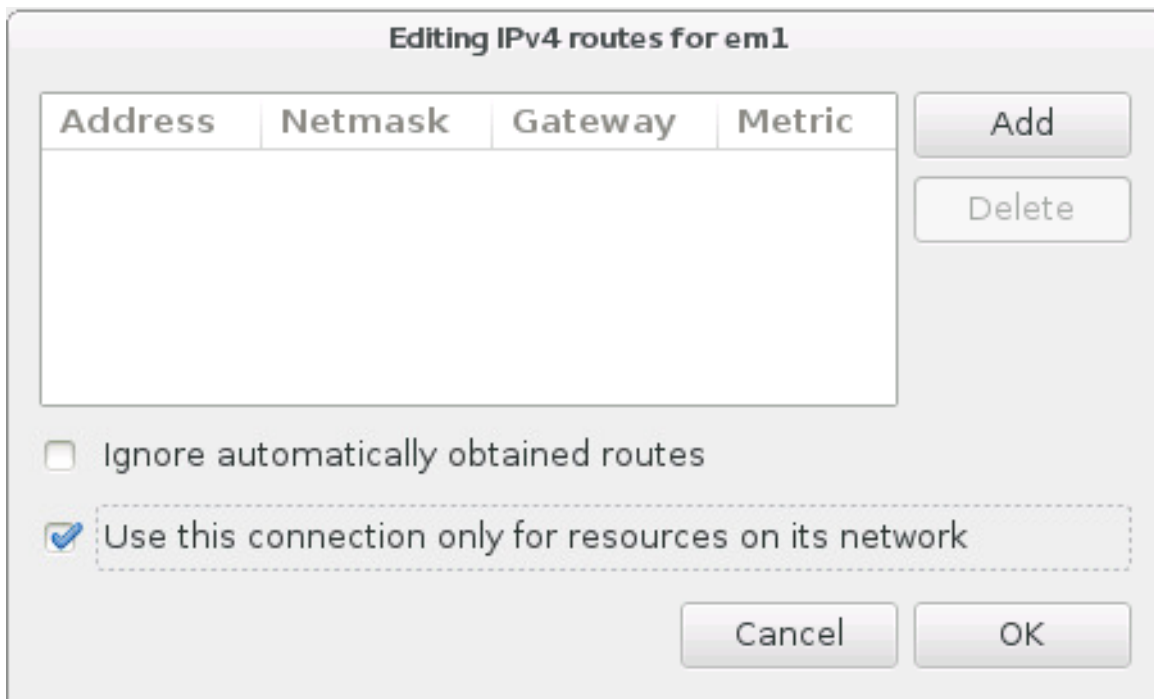 Editing IPv4 routes for em1
Address Netmask Gateway Metric
Add
Delete
Ignore automatically obtained routes
Use this connection only for resources on its network
Cancel OK